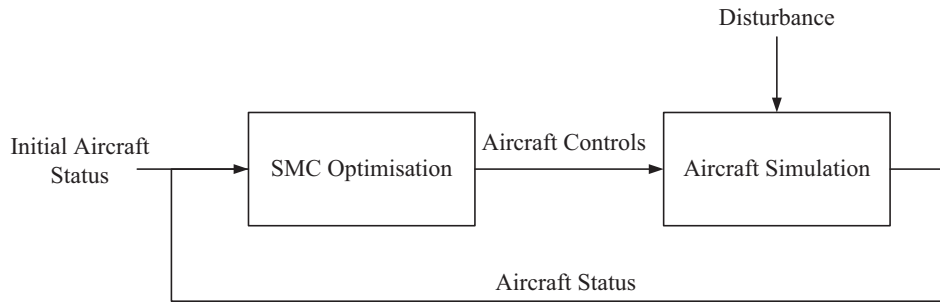 Disturbance
Initial Aircraft
Status
SMC Optimisation
Aircraft Controls
Aircraft Simulation
Aircraft Status